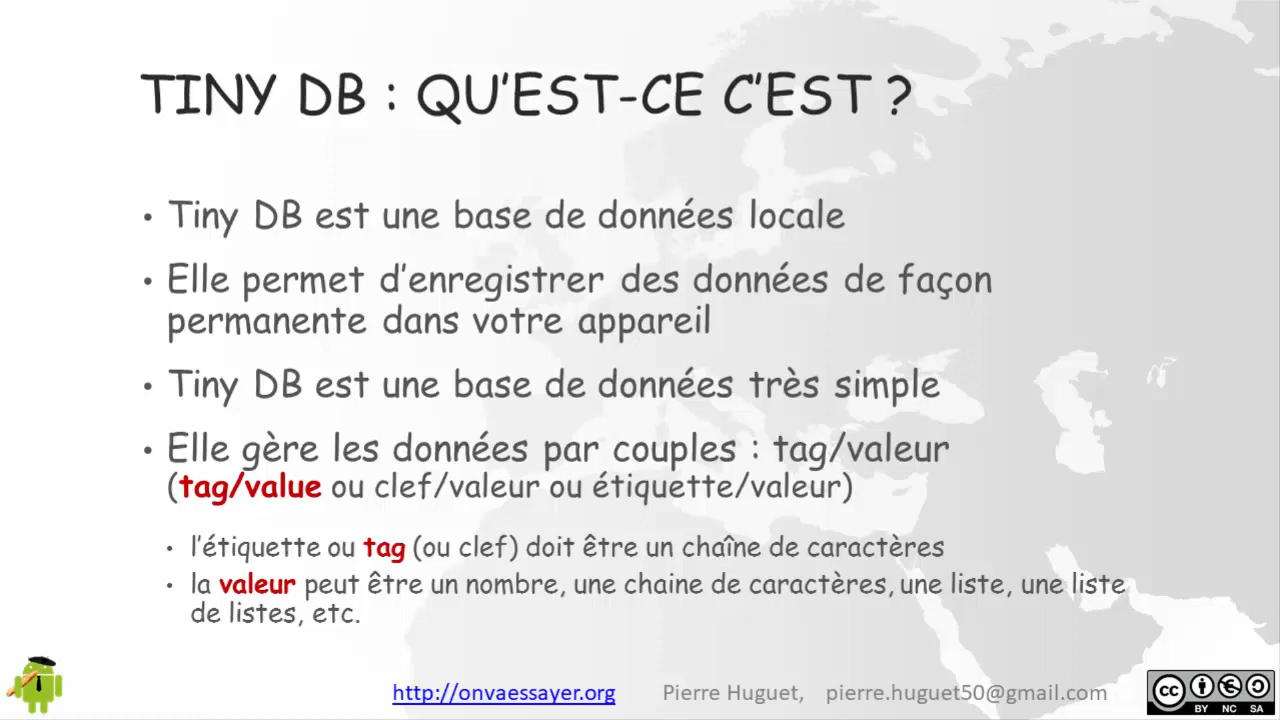 TINY DB : QU'EST-CE C'EST ?
• Tiny DB est une base de données locale
• Elle permet d'enregistrer des données de façon
permanente dans votre appareil
• Tiny DB est une base de données très simple
• Elle gère les données par couples : tag/valeur
(tag/value ou clef/valeur ou étiquette/valeur)
• l'étiquette ou tag (ou clef) doit être un chaîne de caractères
• la valeur peut être un nombre, une chaine de caractères, une liste, une liste
de listes, etc.
http://onvaessayer.org Pierre Huguet, pierre.huguet50@gmail.com
cc BY NC SA